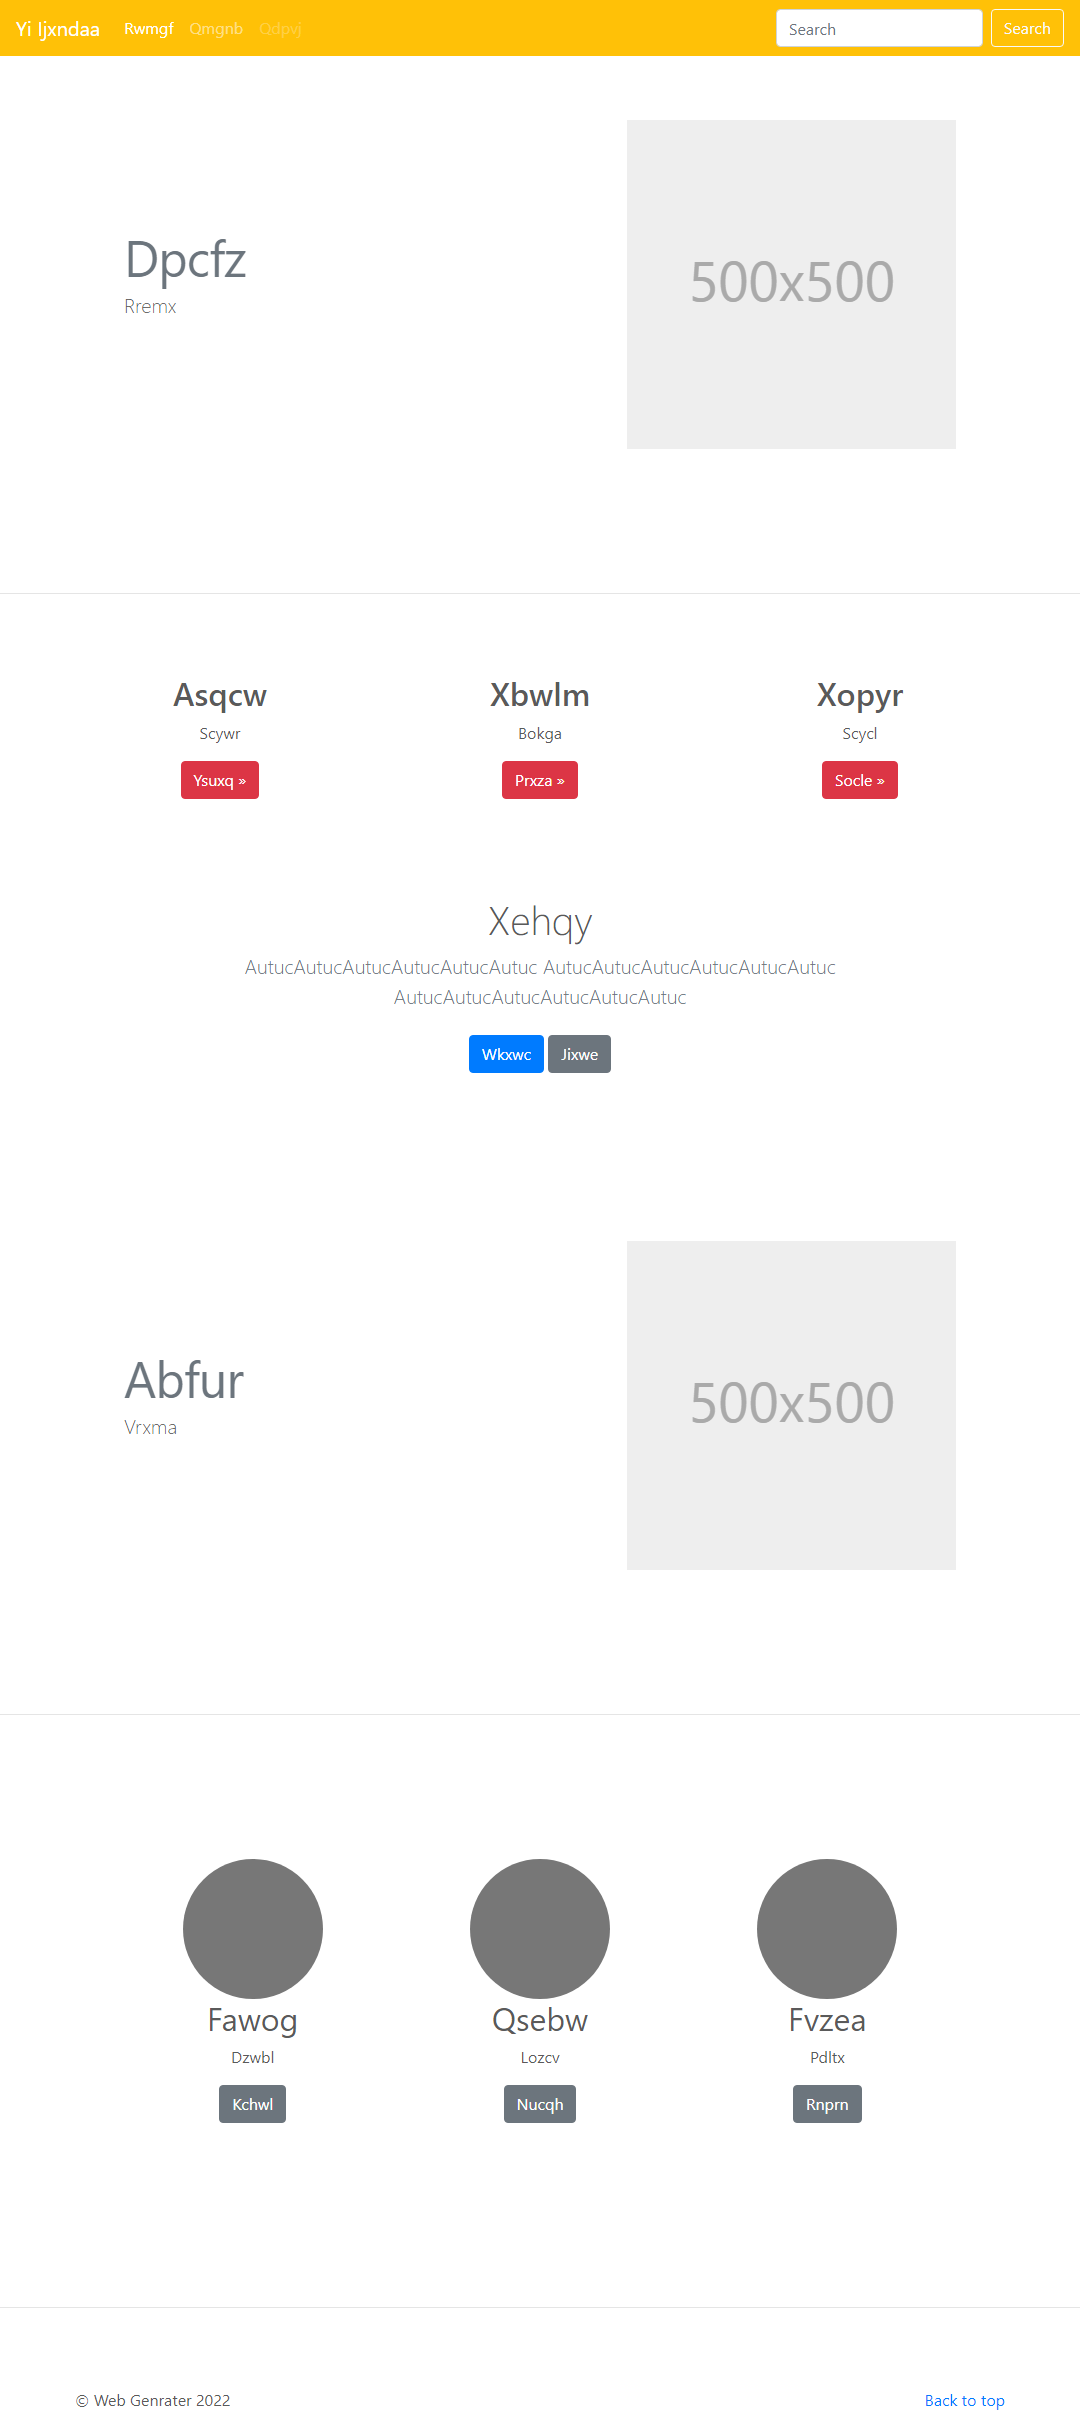 Yi Ijxndaa Rwmgf Qmgnb Qdpvj Search Search
Dpcfz
Rremx
500x500
Asqcw Xbwlm Xopyr
Scywr Bokga Scycl
Ysuxq » Prxza » Socle »
Xehqy
AutucAutucAutucAutucAutucAutuc AutucAutucAutucAutucAutucAutuc
AutucAutucAutucAutucAutucAutuc
Wkxwc Jixwe
Abfur
Vrxma
500x500
Fawog Qsebw Fvzea
Dzwbl Lozcv Pdltx
Kchwl Nucqh Rnprn
© Web Genrater 2022 Back to top